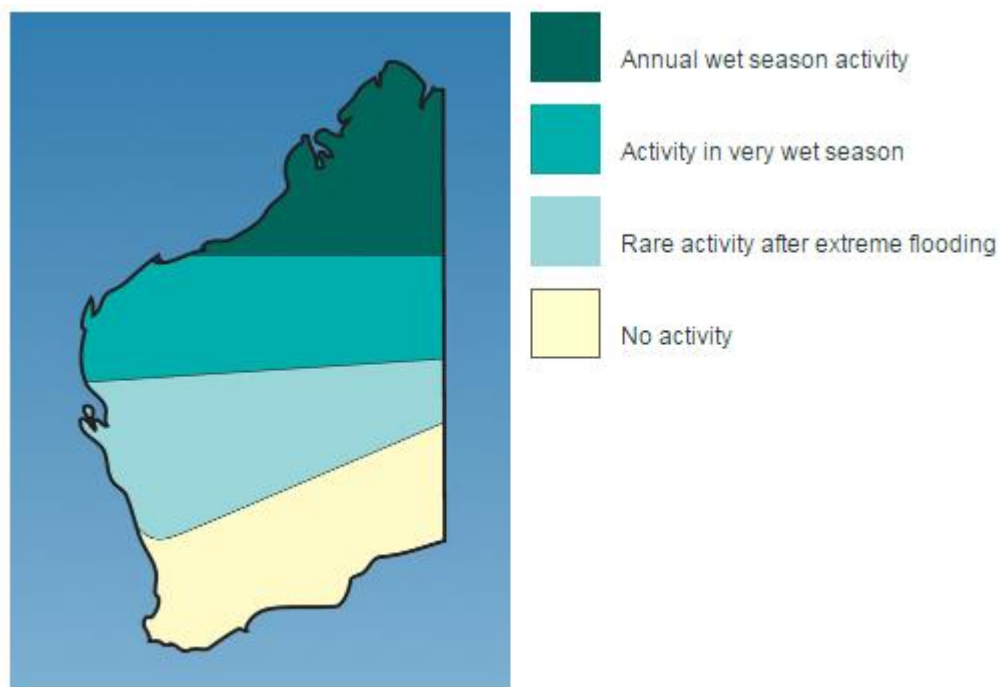 Annual wet season activity
Activity in very wet season
Rare activity after extreme flooding
No activity